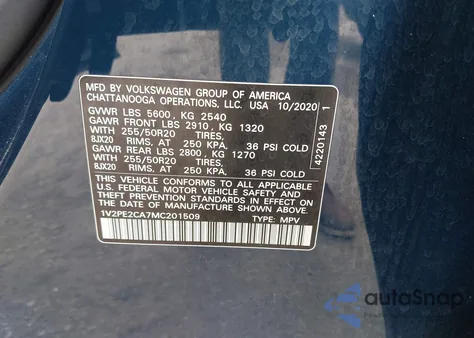 MFD BY VOLKSWAGEN GROUP OF AMERICA
CHATTANOOGA OPERATIONS, LLC. USA 10/2020
GVWR LBS 5600, KG 2540
GAWR FRONT LBS 2910, KG 1320
WITH 255/50R20 TIRES,
8JX20 RIMS, AT 250 KPA. 36 PSI COLD
GAWR REAR LBS 2800, KG 1270
WITH 255/50R20 TIRES,
8JX20 RIMS, AT 250 KPA. 36 PSI COLD
THIS VEHICLE CONFORMS TO ALL APPLICABLE
U.S. FEDERAL MOTOR VEHICLE SAFETY AND
THEFT PREVENTION STANDARDS IN EFFECT ON
THE DATE OF MANUFACTURE SHOWN ABOVE.
1V2PE2CA7MC201509 TYPE: MPV
4220143 1
autoSnap
Powered by